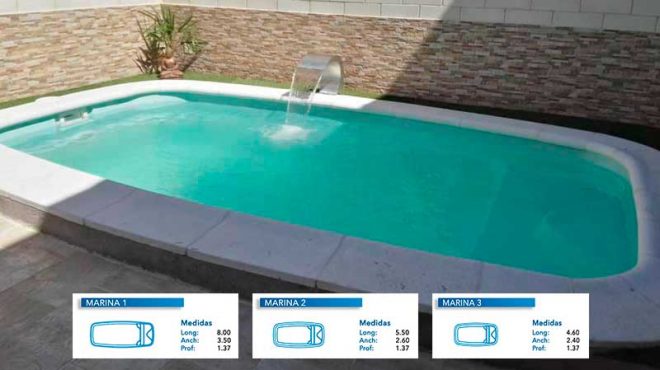 MARINA 1
Medidas
Long: 8.00
Anch: 3.50
Prof: 1.37
MARINA 2
Medidas
Long: 5.50
Anch: 2.60
Prof: 1.37
MARINA 3
Medidas
Long: 4.60
Anch: 2.40
Prof: 1.37